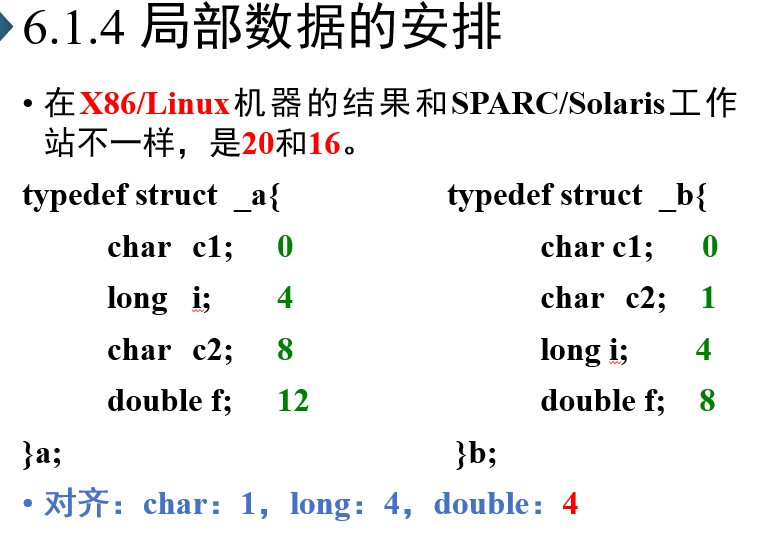 6.1.4 局部数据的安排
• 在X86/Linux机器的结果和SPARC/Solaris工作
站不一样，是20和16。
typedef struct _a{ typedef struct _b{
char c1; 0 char c1; 0
long i; 4 char c2; 1
char c2; 8 long i; 4
double f; 12 double f; 8
}a; }b;
• 对齐：char：1，long：4，double：4